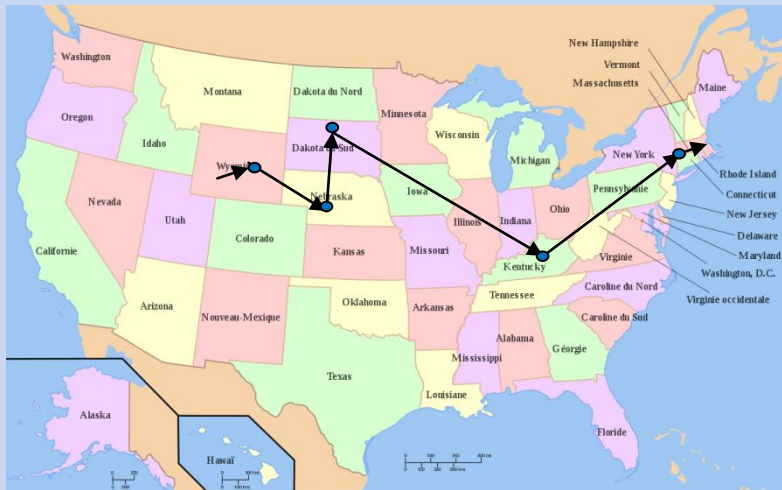 New Hampshire
Vermont
Massachusetts
Washington
Montana
Dakota du Nord
Minnesota
Maine
Oregon
Idaho
Wisconsin
Dakota du Sud
Michigan
New York
Rhode Island
Connecticut
New Jersey
Delaware
Maryland
Washington, D.C.
Virginie occidentale
Nebraska
Iowa
Pennsylvanie
Nevada
Utah
Colorado
Illinois
Indiana
Ohio
Californie
Kansas
Missouri
Kentucky
Virginie
Arizona
Nouveau-Mexique
Oklahoma
Arkansas
Tennessee
Caroline du Nord
Caroline du Sud
Mississippi
Alabama
Géorgie
Texas
Louisiane
Floride
Alaska
Hawaï